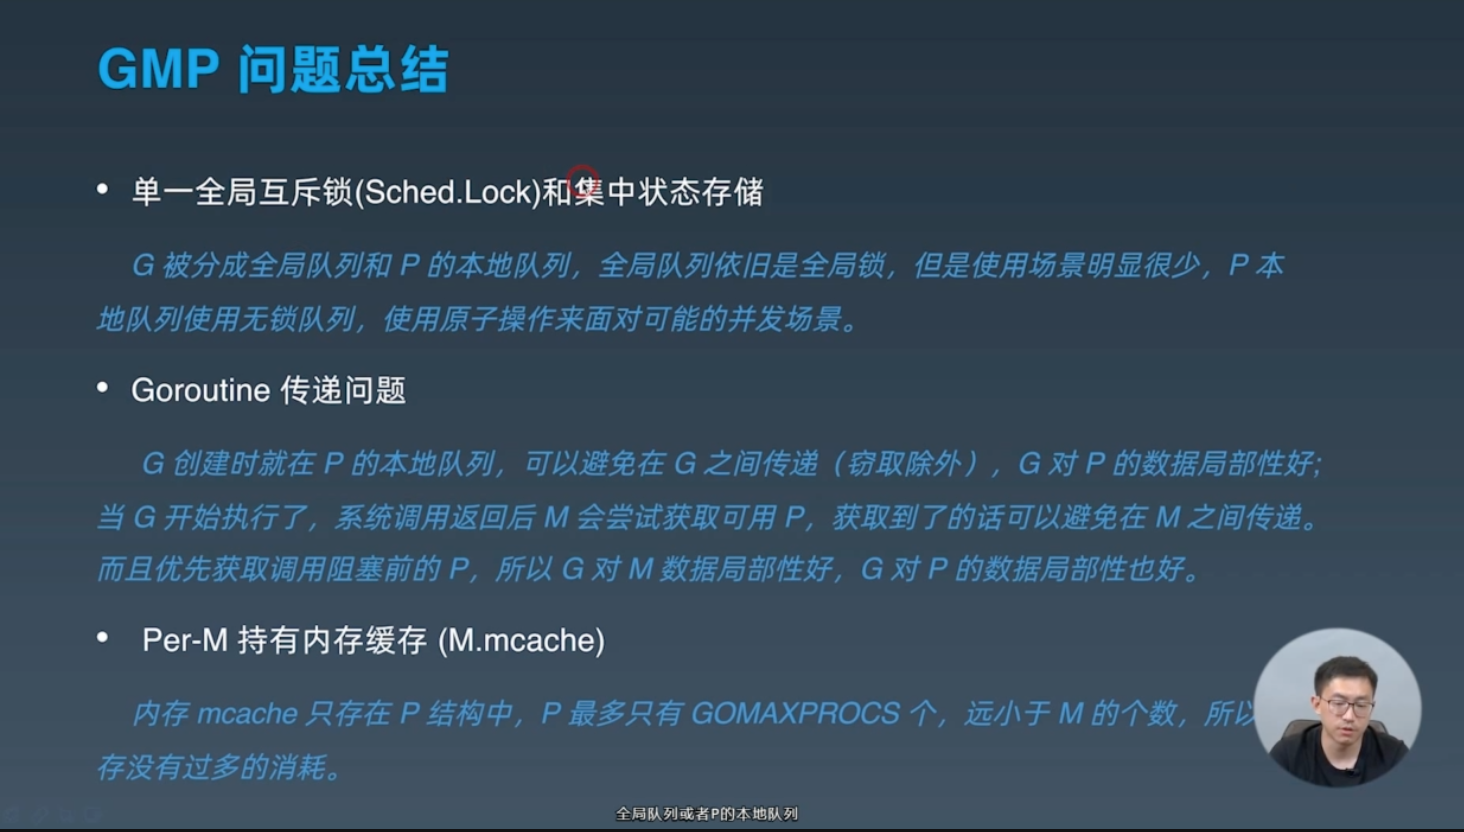 GMP 问题总结
• 单一全局互斥锁(Sched.Lock)和集中状态存储
G 被分成全局队列和 P 的本地队列，全局队列依旧是全局锁，但是使用场景明显很少，P 本
地队列使用无锁队列，使用原子操作来面对可能的并发场景。
• Goroutine 传递问题
G 创建时就在 P 的本地队列，可以避免在 G 之间传递（窃取除外）, G 对 P 的数据局部性好;
当 G 开始执行了，系统调用返回后 M 会尝试获取可用 P，获取到了的话可以避免在 M 之间传递。
而且优先获取调用阻塞前的 P，所以 G 对 M 数据局部性好，G 对 P 的数据局部性也好。
• Per-M 持有内存缓存 (M.mcache)
内存 mcache 只存在 P 结构中，P 最多只有 GOMAXPROCS 个，远小于 M 的个数，所以
存没有过多的消耗。
全局队列或者P的本地队列